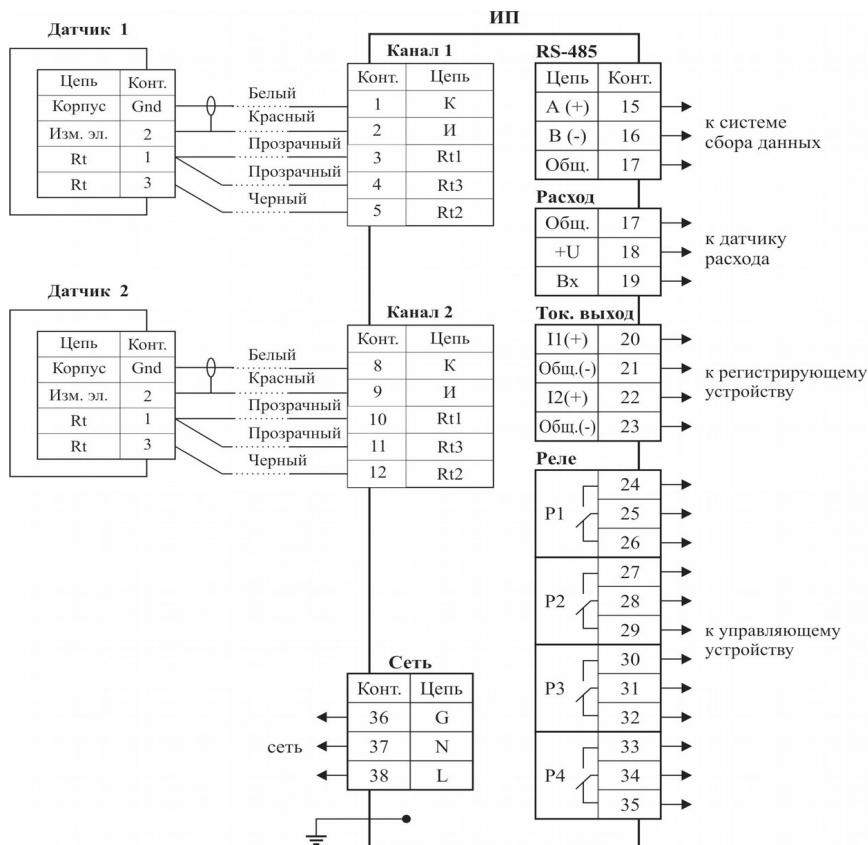 ИП
Датчик 1
Цепь Конт.
Корпус Gnd
Изм. эл. 2
Rt 1
Rt 3
Белый
Красный
Прозрачный
Прозрачный
Черный
Канал 1
Конт. Цепь
1 К
2 И
3 Rt1
4 Rt3
5 Rt2
Датчик 2
Цепь Конт.
Корпус Gnd
Изм. эл. 2
Rt 1
Rt 3
Белый
Красный
Прозрачный
Прозрачный
Черный
Канал 2
Конт. Цепь
8 К
9 И
10 Rt1
11 Rt3
12 Rt2
Сеть
Конт. Цепь
36 G
37 N
38 L
сеть
RS-485
Цепь Конт.
A (+) 15
B (-) 16
Общ. 17
к системе
сбора данных
Расход
Общ. 17
+U 18
Вх 19
к датчику
расхода
Ток. выход
I1(+) 20
Общ.(-) 21
I2(+) 22
Общ.(-) 23
к регистрирующему
устройству
Реле
P1
24
25
26
P2
27
28
29
P3
30
31
32
P4
33
34
35
к управляющему
устройству